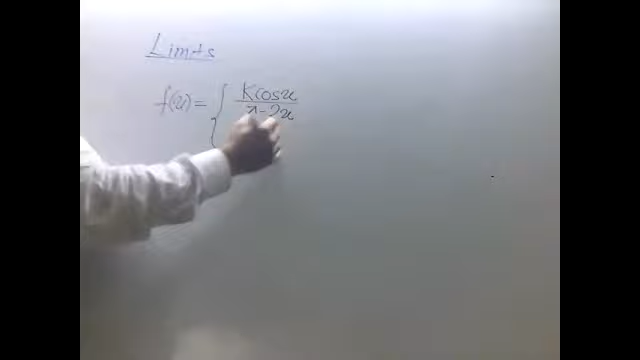 Limits
f(x) = { Kcosx / π - 2x